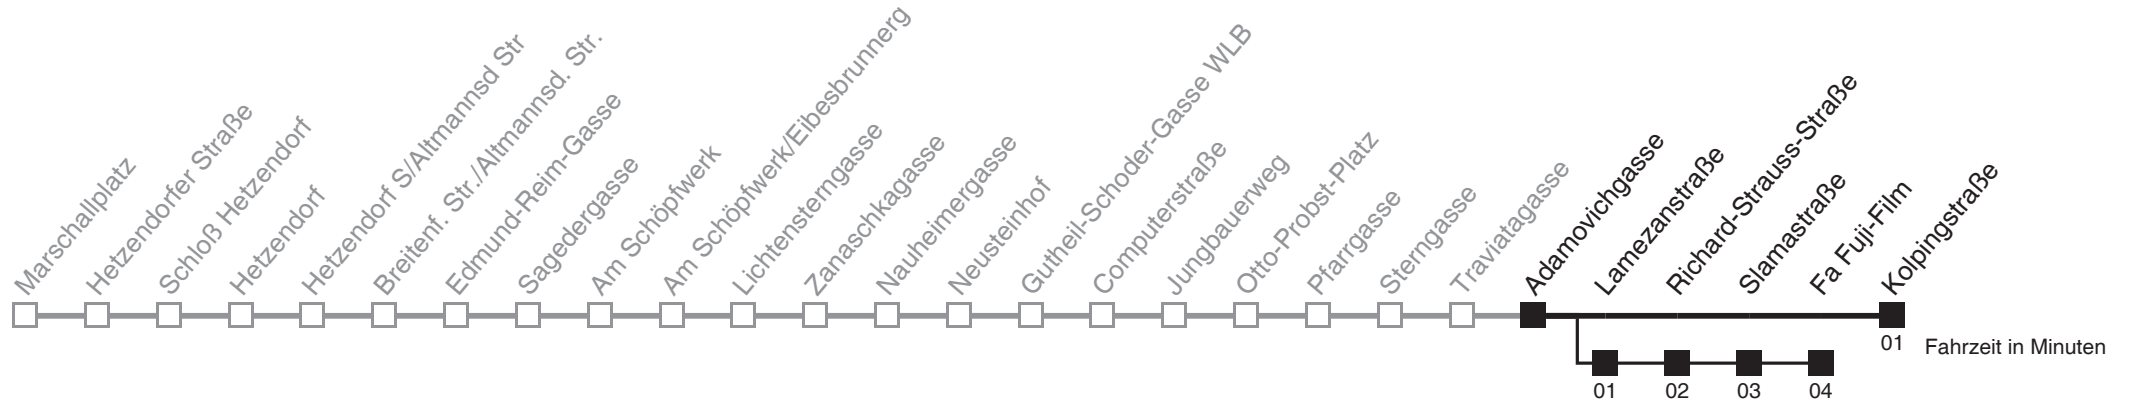 Marschallplatz
Hetzendorfer Straße
Schloß Hetzendorf
Hetzendorf
Hetzendorf S/Altmannsd Str
Breitenf. Str./Altmannsd. Str.
Edmund-Reim-Gasse
Sagedergasse
Am Schöpfwerk
Am Schöpfwerk/Eibesbrunnerg
Lichtensterngasse
Zanaschkagasse
Nauheimergasse
Neusteinhof
Gutheil-Schoder-Gasse WLB
Computerstraße
Jungbauerweg
Otto-Probst-Platz
Pfarrgasse
Sterngasse
Traviatagasse
Adamovichgasse
Lamezanstraße
Richard-Strauss-Straße
Slamastraße
Fa Fuji-Film
Kolpingstraße
01
Fahrzeit in Minuten
01 02 03 04